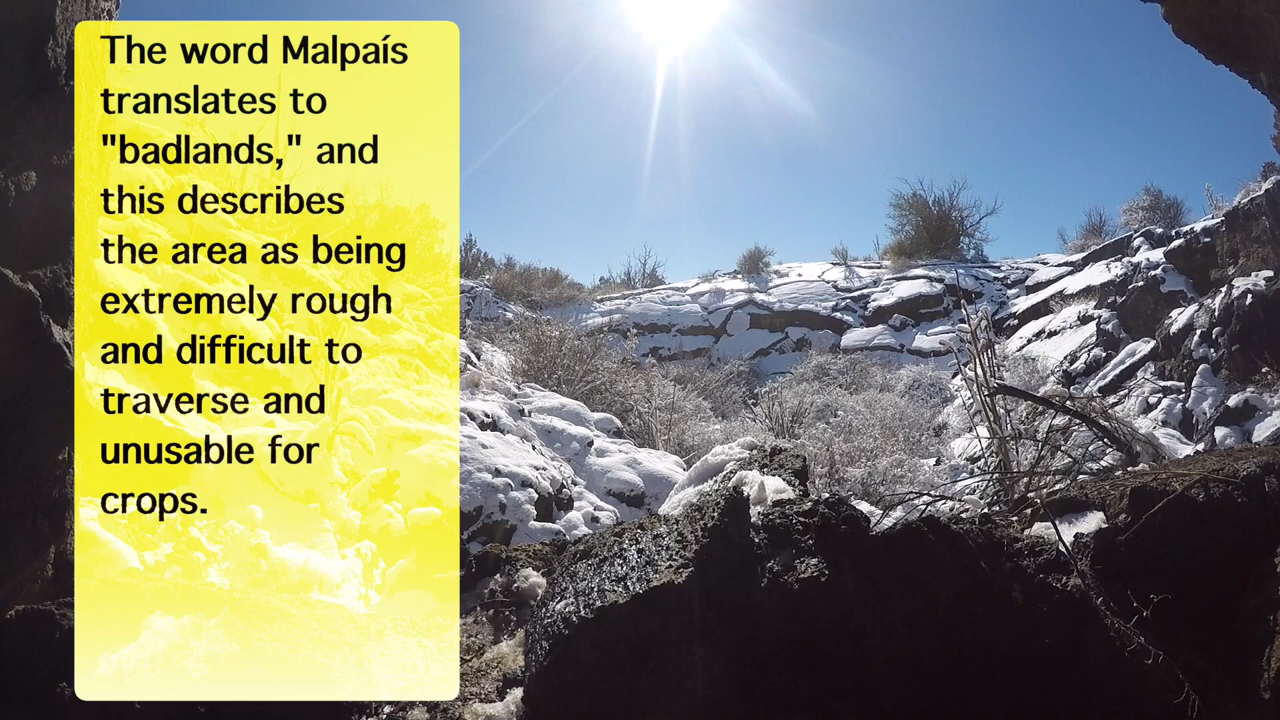 The word Malpaís
translates to
"badlands," and
this describes
the area as being
extremely rough
and difficult to
traverse and
unusable for
crops.